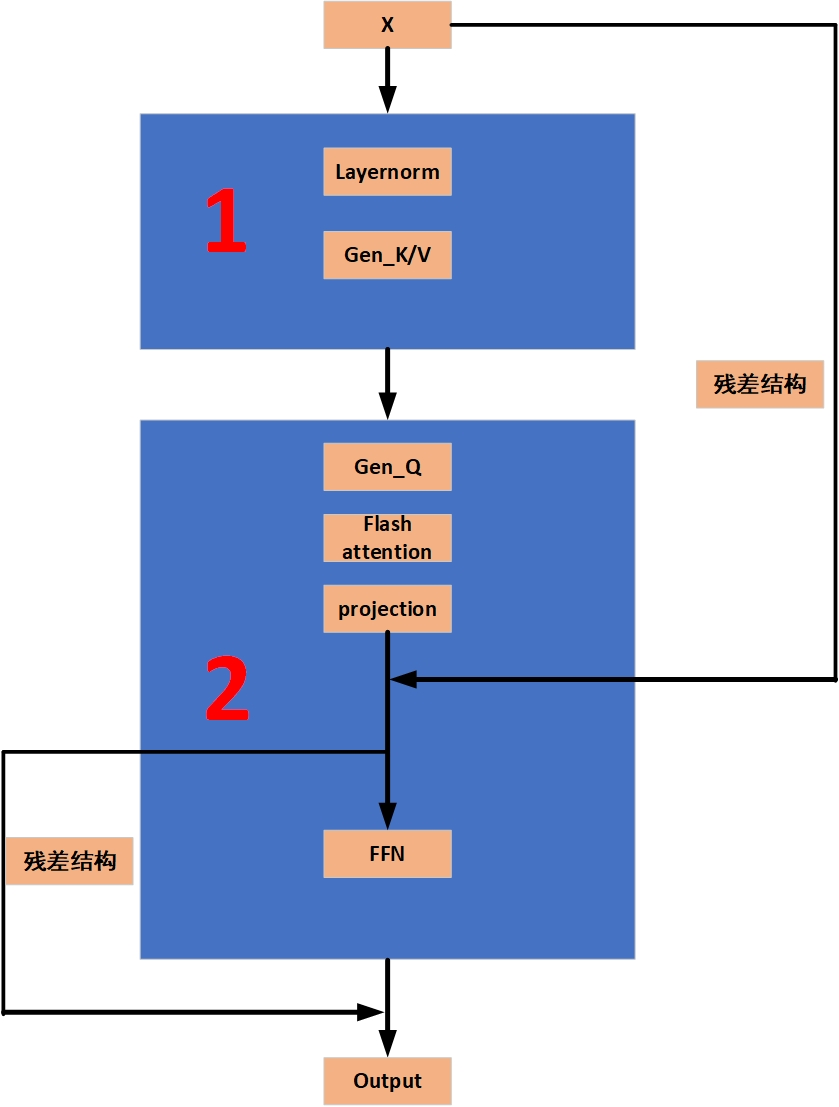 X
Layernorm
1
Gen_K/V
残差结构
Gen_Q
Flash
attention
projection
2
残差结构
FFN
Output